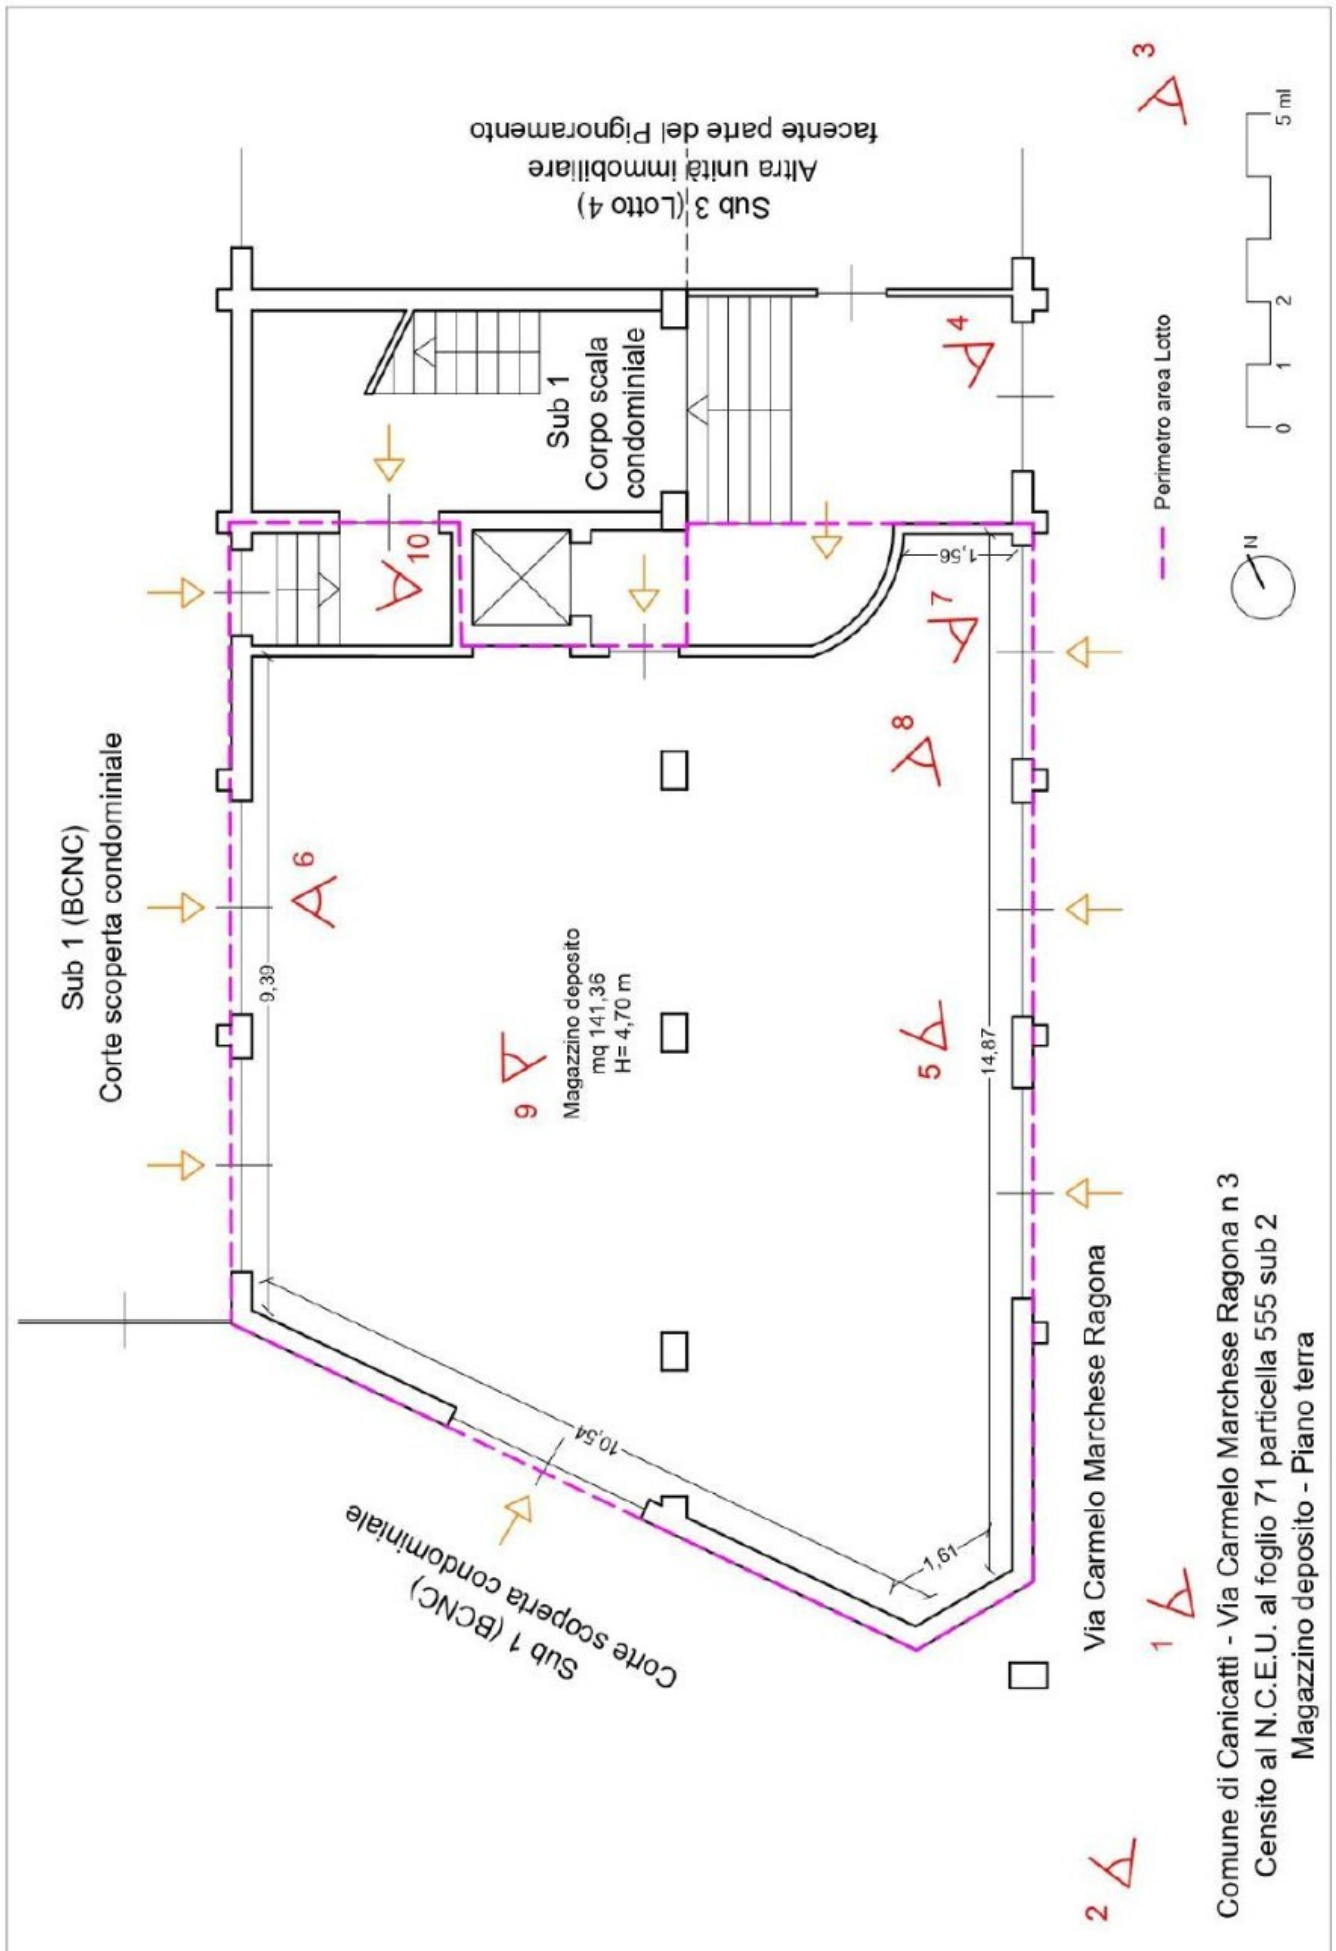 Sub 1 (BCNC)
Corte scoperta condominiale
Sub 3 (Lotto 4)
Altra unità immobiliare
facente parte del Pignoramento
Sub 1
Corpo scala
condominiale
10
9,39
6
9
Magazzino deposito
mq 141,36
H= 4,70 m
1,56
7
8
4
5
14,87
10,54
1,61
Sub 1 (BCNC)
Corte scoperta condominiale
Via Carmelo Marchese Ragona
1
2
3
Perimetro area Lotto
N
0 1 2 5 ml
Comune di Canicatti - Via Carmelo Marchese Ragona n 3
Censito al N.C.E.U. al foglio 71 particella 555 sub 2
Magazzino deposito - Piano terra